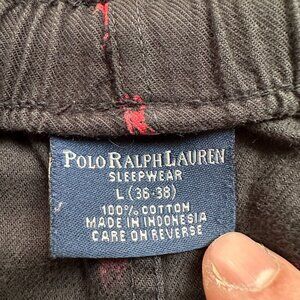 POLO RALPH LAUREN
SLEEPWEAR
L (36-38)
100% COTTON
MADE IN INDONESIA
CARE ON REVERSE